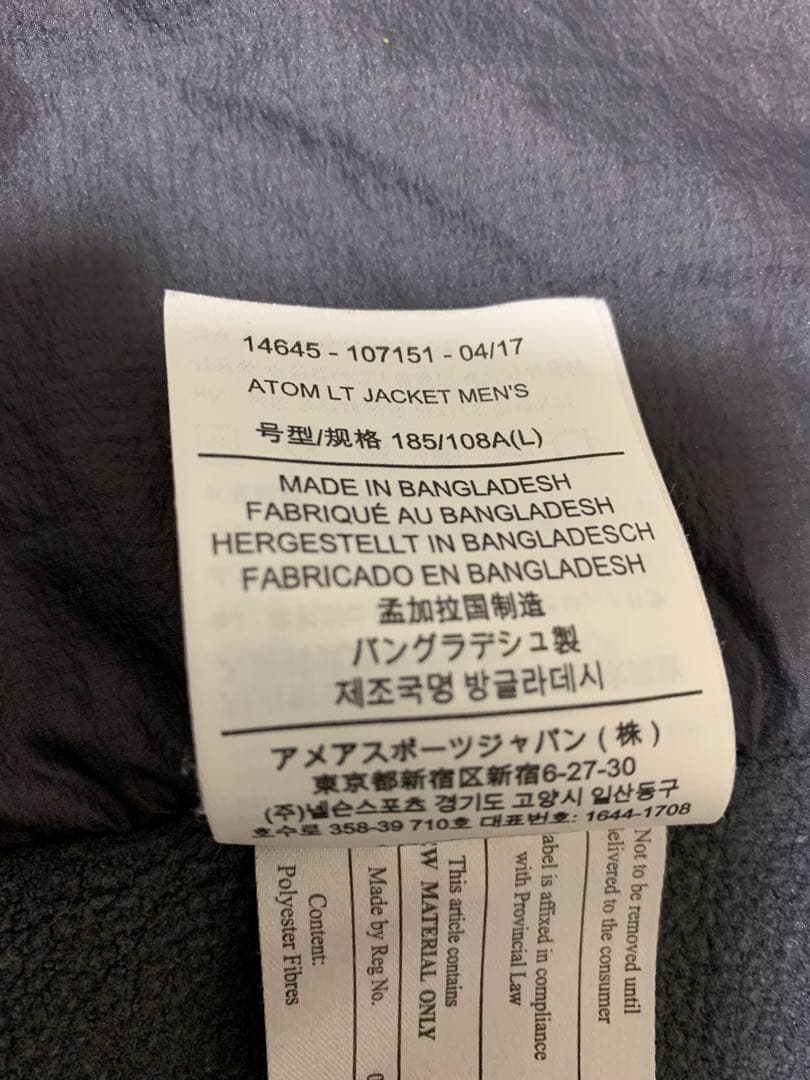 14645 - 107151 - 04/17
ATOM LT JACKET MEN'S
号型/规格 185/108A(L)
MADE IN BANGLADESH
FABRIQUÉ AU BANGLADESH
HERGESTELLT IN BANGLADESCH
FABRICADO EN BANGLADESH
孟加拉国制造
バングラデシュ製
제조국명 방글라데시
アメアスポーツジャパン(株)
東京都新宿区新宿6-27-30
(주)넬슨스포츠 경기도 고양시 일산동구
호수로 358-39 710호 대표번호: 1644-1708
Not to be removed until
delivered to the consumer
label is affixed in compliance
with Provincial Law
This article contains
NEW MATERIAL ONLY
Made by Reg No.
Content:
Polyester Fibres